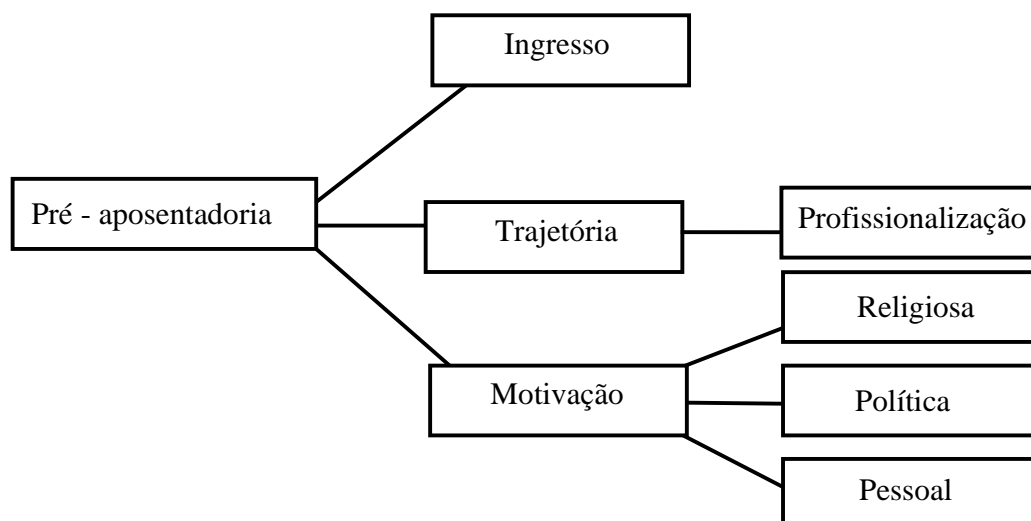 Ingresso
Pré - aposentadoria
Trajetória
Profissionalização
Motivação
Religiosa
Política
Pessoal